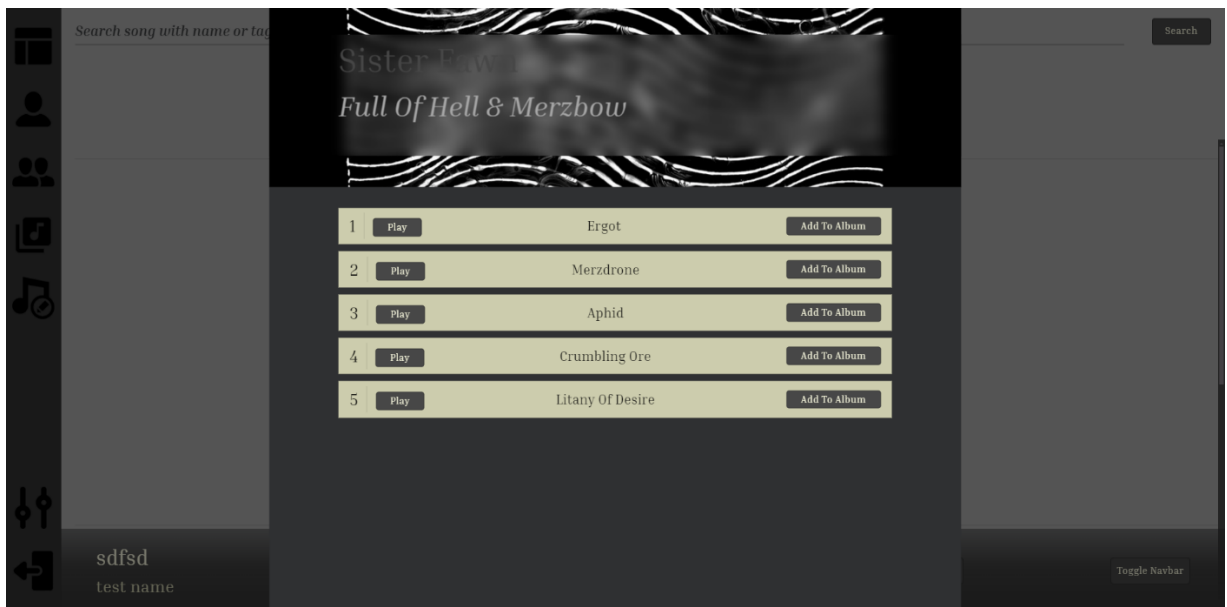 Search song with name or tag
Search
Sister Fawn
Full Of Hell & Merzbow
1 Play Ergot Add To Album
2 Play Merzdrone Add To Album
3 Play Aphid Add To Album
4 Play Crumbling Ore Add To Album
5 Play Litany Of Desire Add To Album
sdfsd
test name
Toggle Navbar